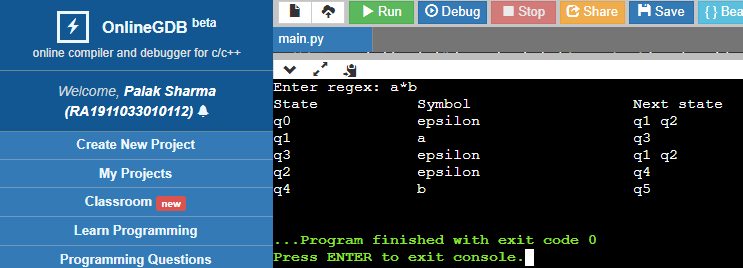 OnlineGDB beta
online compiler and debugger for c/c++
Welcome, Palak Sharma
(RA1911033010112)
Create New Project
My Projects
Classroom new
Learn Programming
Programming Questions
Run Debug Stop Share Save { } Bea
main.py
Enter regex: a*b
State Symbol Next state
q0 epsilon q1 q2
q1 a q3
q3 epsilon q1 q2
q2 epsilon q4
q4 b q5
...Program finished with exit code 0
Press ENTER to exit console.